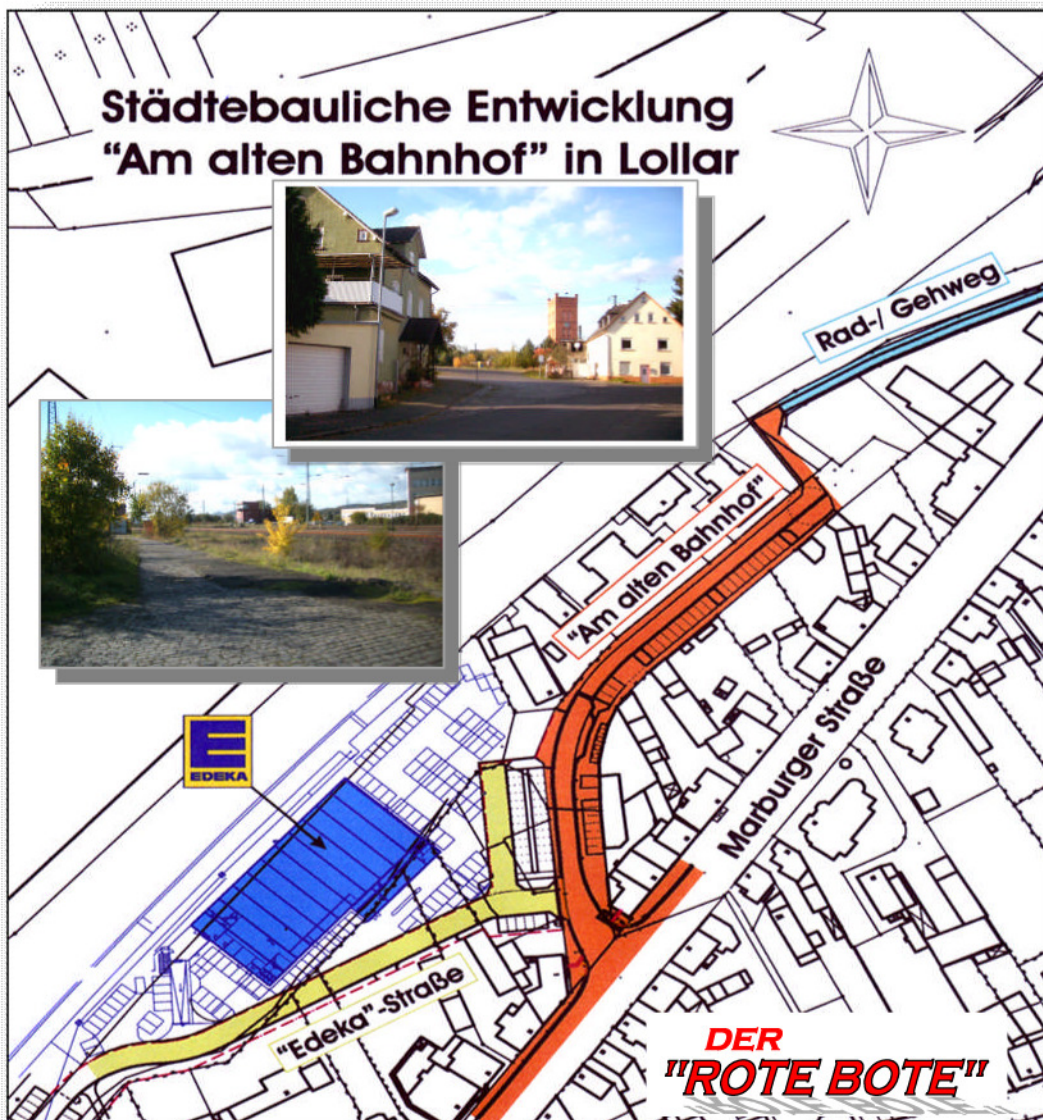 Städtebauliche Entwicklung
“Am alten Bahnhof” in Lollar
Rad-/ Gehweg
“Am alten Bahnhof”
Marburger Straße
E
EDEKA
“Edeka”-Straße
DER
"ROTE BOTE"